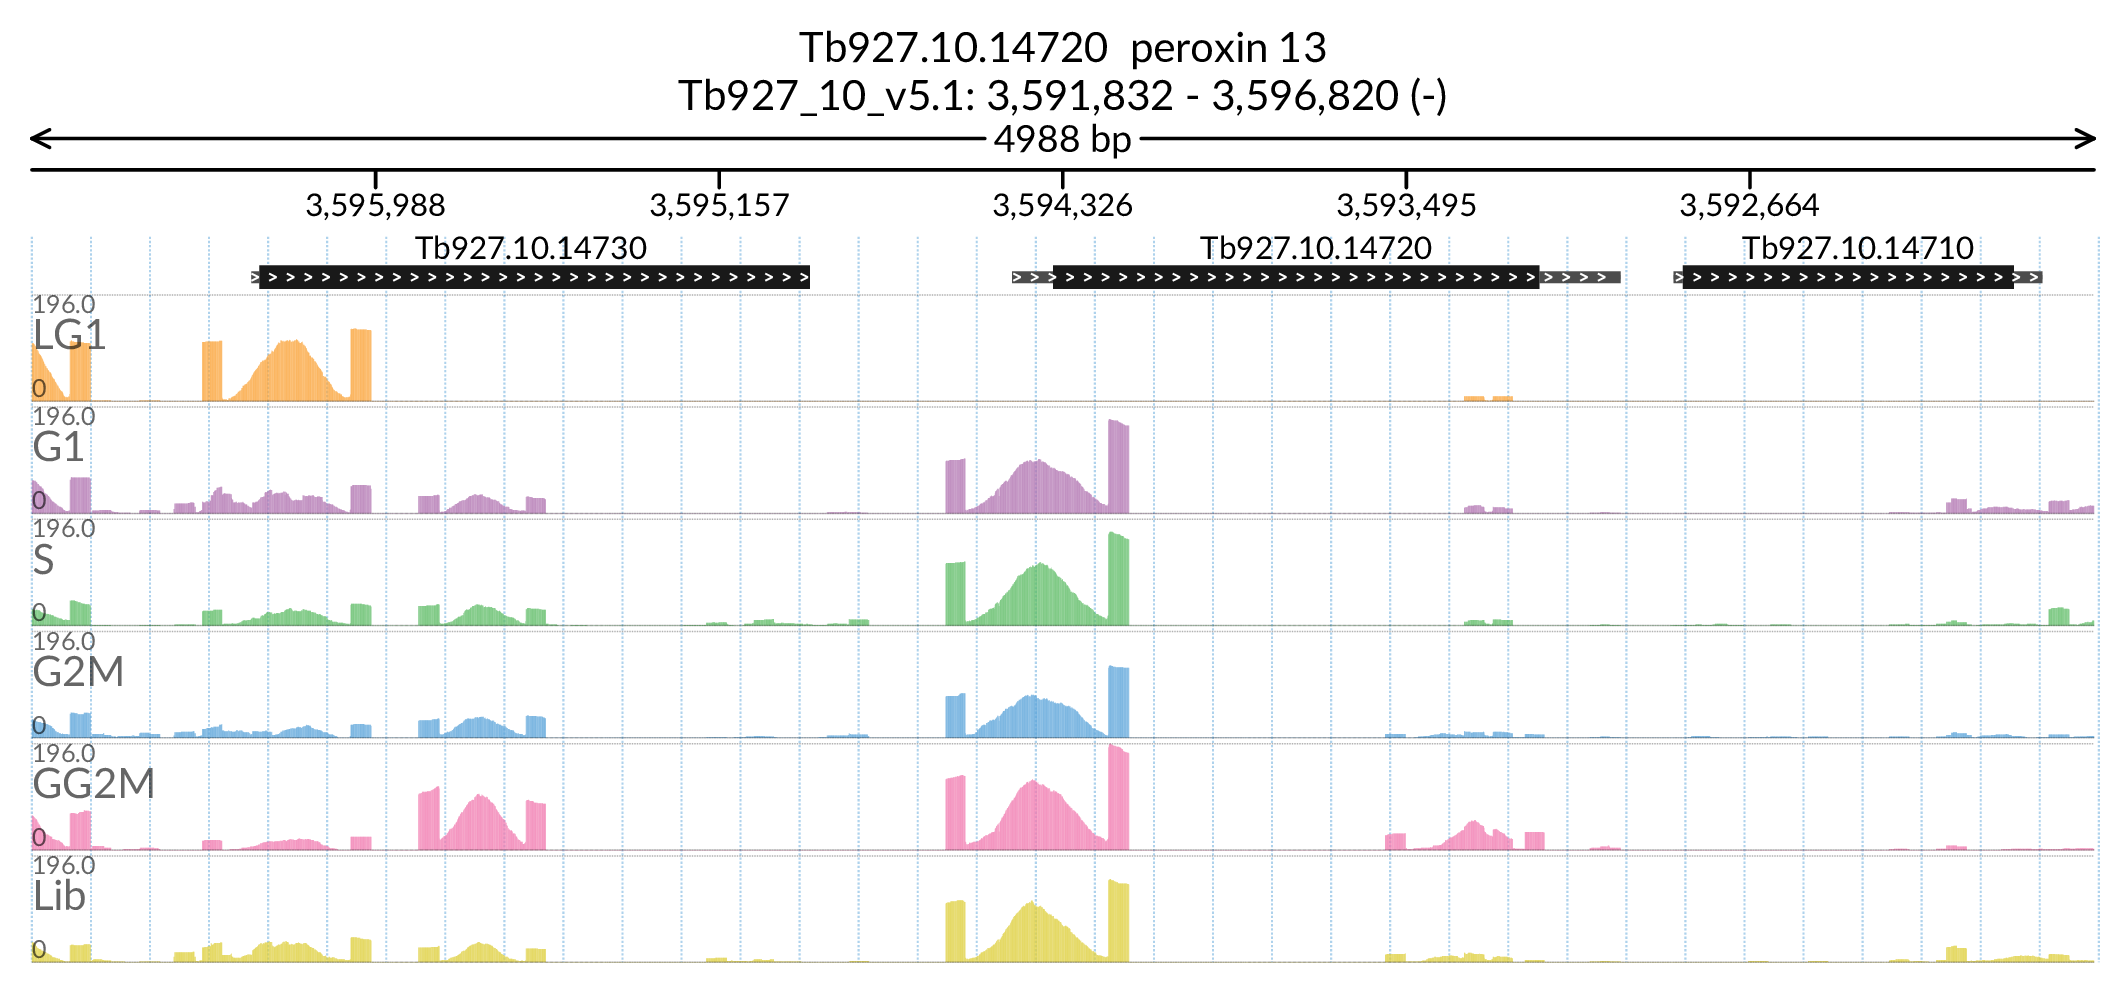 Tb927.10.14720 peroxin 13
Tb927_10_v5.1: 3,591,832 - 3,596,820 (-)
4988 bp
3,595,988 3,595,157 3,594,326 3,593,495 3,592,664
Tb927.10.14730 Tb927.10.14720 Tb927.10.14710
196.0
LG1
0
196.0
G1
0
196.0
S
0
196.0
G2M
0
196.0
GG2M
0
196.0
Lib
0